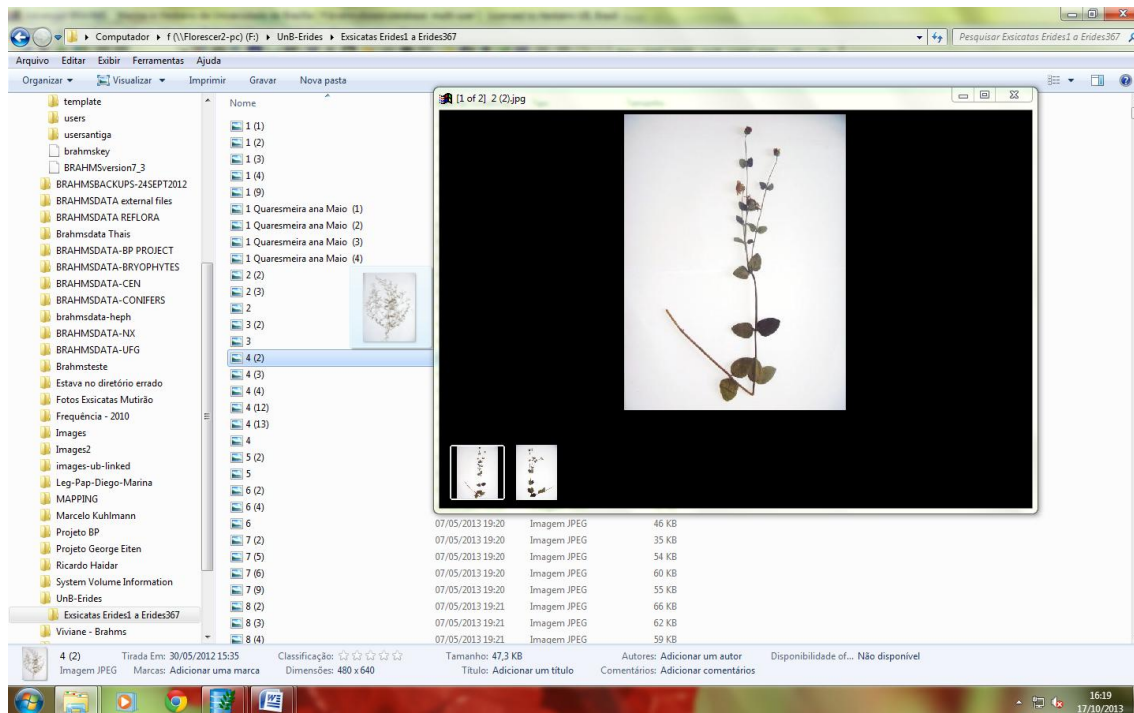 Computador ▸ f (\\Florescer2-pc) (F:) ▸ UnB-Erides ▸ Exsicatas Erides1 a Erides367
Pesquisar Exsicatas Erides1 a Erides367
Arquivo Editar Exibir Ferramentas Ajuda
Organizar Visualizar Imprimir Gravar Nova pasta
template
users
usersantiga
brahmskey
BRAHMSversion7_3
BRAHMSBACKUPS-24SEPT2012
BRAHMSDATA external files
BRAHMSDATA REFLORA
Brahmsdata Thais
BRAHMSDATA-BP PROJECT
BRAHMSDATA-BRYOPHYTES
BRAHMSDATA-CEN
BRAHMSDATA-CONIFERS
brahmsdata-heph
BRAHMSDATA-NX
BRAHMSDATA-UFG
Brahmsteste
Estava no diretório errado
Fotos Exsicatas Mutirão
Frequência - 2010
Images
Images2
images-ub-linked
Leg-Pap-Diego-Marina
MAPPING
Marcelo Kuhlmann
Projeto BP
Projeto George Eiten
Ricardo Haidar
System Volume Information
UnB-Erides
Exsicatas Erides1 a Erides367
Viviane - Brahms
Nome
1 (1)
1 (2)
1 (3)
1 (4)
1 (9)
1 Quaresmeira ana Maio (1)
1 Quaresmeira ana Maio (2)
1 Quaresmeira ana Maio (3)
1 Quaresmeira ana Maio (4)
2 (2)
2 (3)
2
3 (2)
3
4 (2)
4 (3)
4 (4)
4 (12)
4 (13)
4
5 (2)
5
6 (2)
6 (4)
6 07/05/2013 19:20 Imagem JPEG 46 KB
7 (2) 07/05/2013 19:20 Imagem JPEG 35 KB
7 (5) 07/05/2013 19:20 Imagem JPEG 54 KB
7 (6) 07/05/2013 19:20 Imagem JPEG 60 KB
7 (9) 07/05/2013 19:20 Imagem JPEG 55 KB
8 (2) 07/05/2013 19:21 Imagem JPEG 66 KB
8 (3) 07/05/2013 19:21 Imagem JPEG 62 KB
8 (4) 07/05/2013 19:21 Imagem JPEG 59 KB
[1 of 2] 2 (2).jpg
4 (2) Tirada Em: 30/05/2012 15:35 Classificação: Tamanho: 47,3 KB Autores: Adicionar um autor Disponibilidade of... Não disponível
Imagem JPEG Marcas: Adicionar uma marca Dimensões: 480 x 640 Título: Adicionar um título Comentários: Adicionar comentários
16:19
17/10/2013